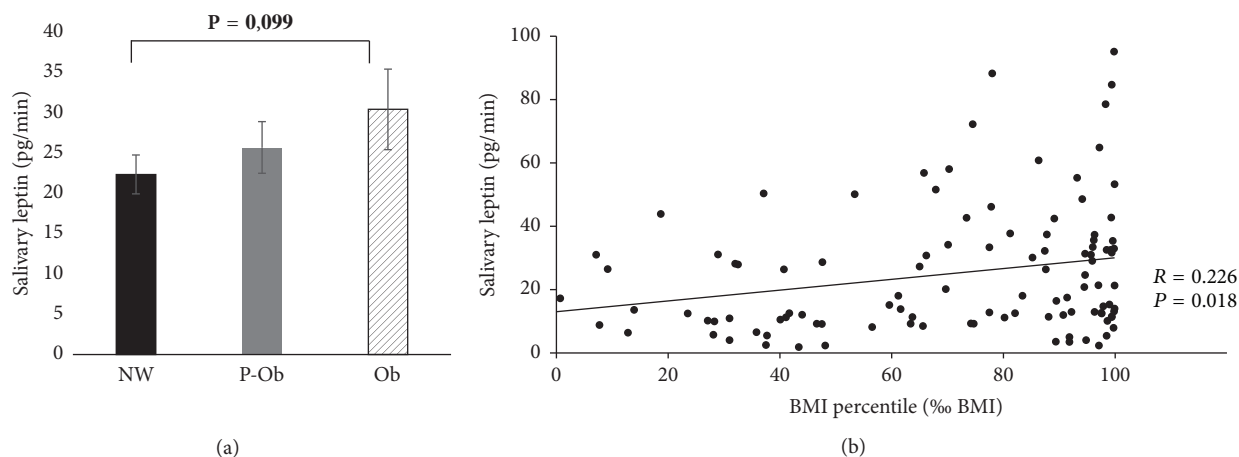 P = 0,099
Salivary leptin (pg/min)
40
35
30
25
20
15
10
5
0
NW P-Ob Ob
(a)
Salivary leptin (pg/min)
100
80
60
40
20
0
0 20 40 60 80 100
BMI percentile (‰ BMI)
R = 0.226
P = 0.018
(b)